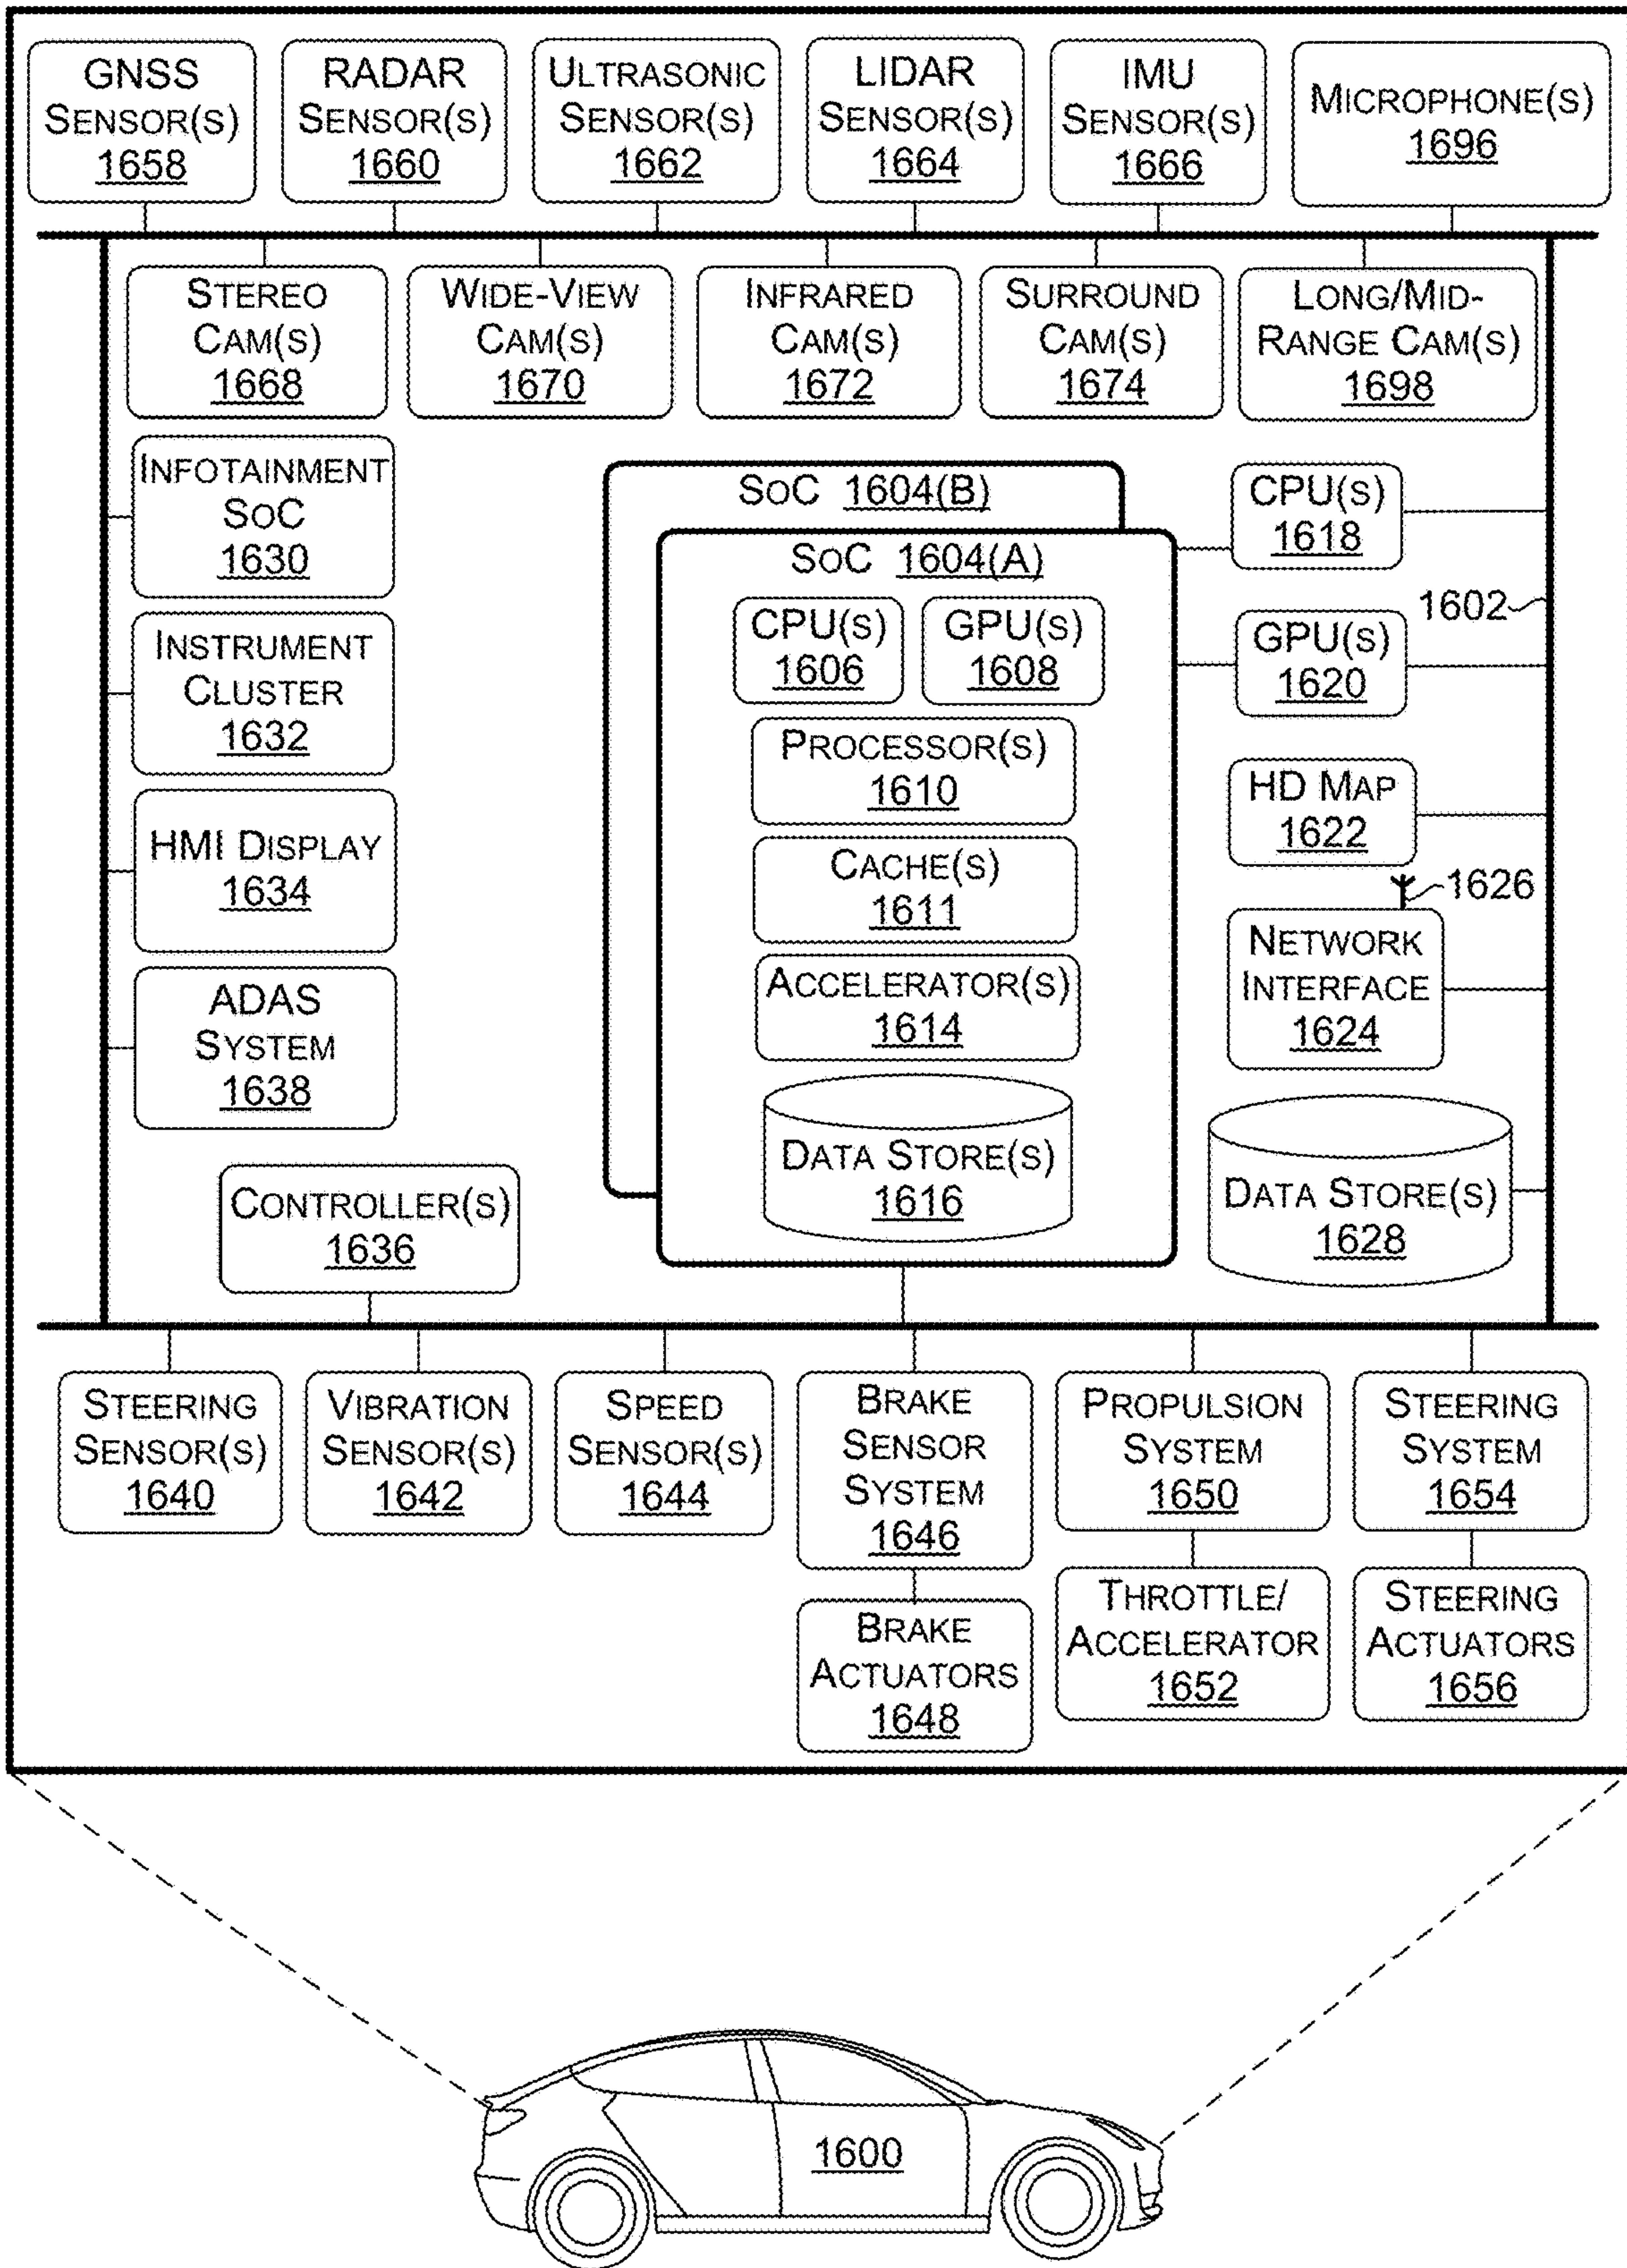 GNSS
SENSOR(S)
1658
RADAR
SENSOR(S)
1660
ULTRASONIC
SENSOR(S)
1662
LIDAR
SENSOR(S)
1664
IMU
SENSOR(S)
1666
MICROPHONE(S)
1696
STEREO
CAM(S)
1668
WIDE-VIEW
CAM(S)
1670
INFRARED
CAM(S)
1672
SURROUND
CAM(S)
1674
LONG/MID-
RANGE CAM(S)
1698
INFOTAINMENT
SOC
1630
INSTRUMENT
CLUSTER
1632
HMI DISPLAY
1634
ADAS
SYSTEM
1638
CONTROLLER(S)
1636
SOC 1604(B)
SOC 1604(A)
CPU(S)
1606
GPU(S)
1608
PROCESSOR(S)
1610
CACHE(S)
1611
ACCELERATOR(S)
1614
DATA STORE(S)
1616
CPU(S)
1618
1602
GPU(S)
1620
HD MAP
1622
1626
NETWORK
INTERFACE
1624
DATA STORE(S)
1628
STEERING
SENSOR(S)
1640
VIBRATION
SENSOR(S)
1642
SPEED
SENSOR(S)
1644
BRAKE
SENSOR
SYSTEM
1646
PROPULSION
SYSTEM
1650
STEERING
SYSTEM
1654
BRAKE
ACTUATORS
1648
THROTTLE/
ACCELERATOR
1652
STEERING
ACTUATORS
1656
1600